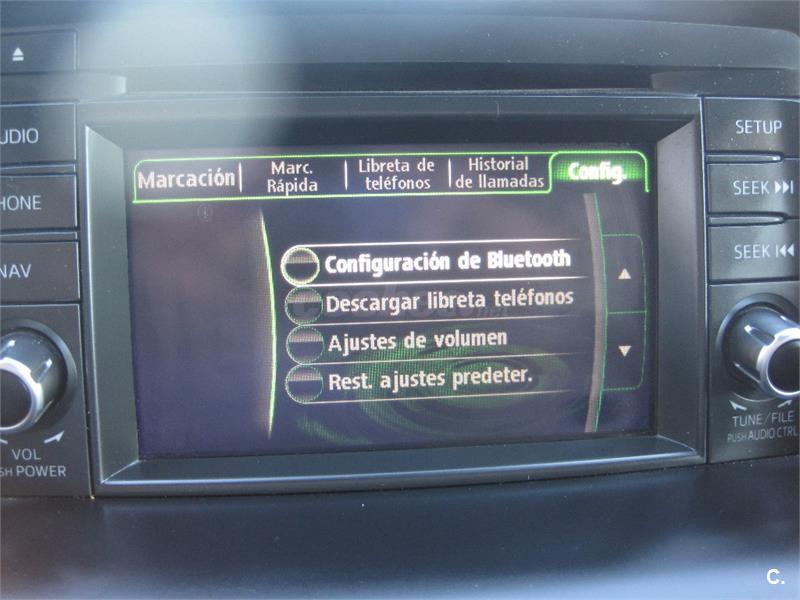 UDIO
HONE
NAV
VOL
SH POWER
Marcación
Marc.
Rápida
Libreta de
teléfonos
Historial
de llamadas
Config.
Configuración de Bluetooth
Descargar libreta teléfonos
Ajustes de volumen
Rest. ajustes predeter.
SETUP
SEEK
SEEK
TUNE/FILE
PUSH AUDIO CTRL
C.